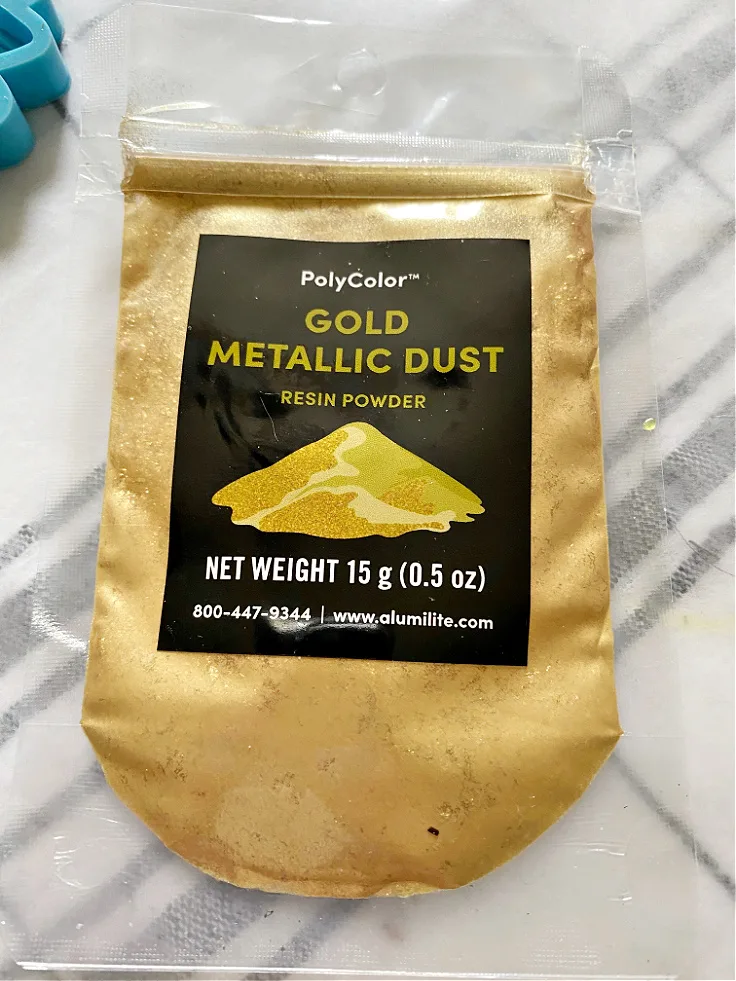 PolyColor™
GOLD
METALLIC DUST
RESIN POWDER
NET WEIGHT 15 g (0.5 oz)
800-447-9344 | www.alumilite.com